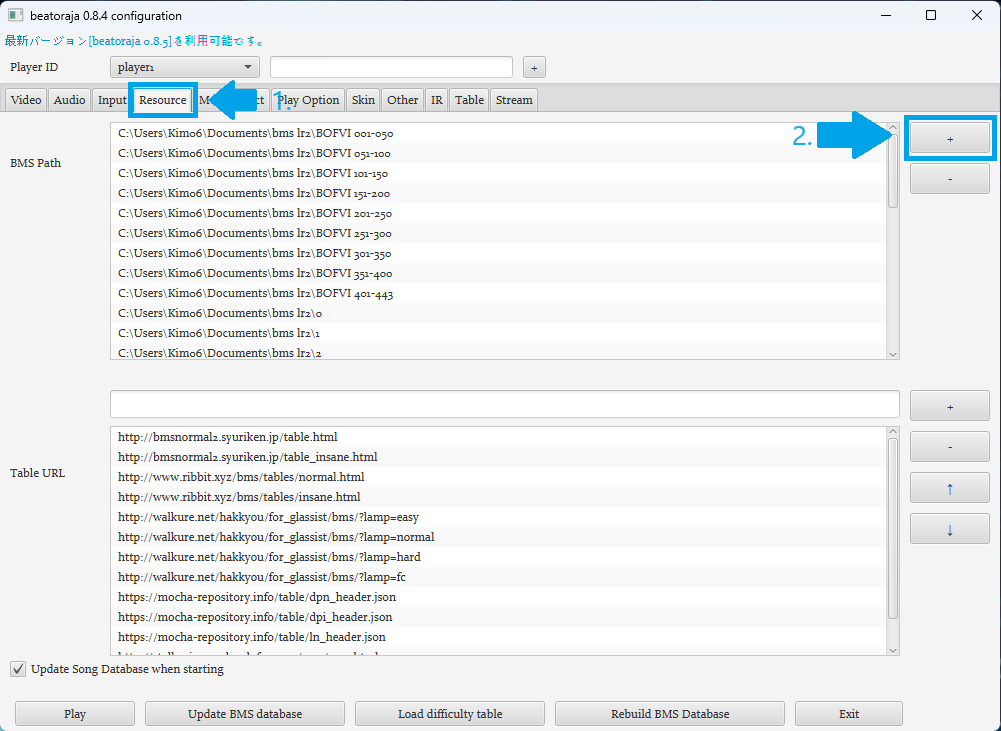 beatoraja 0.8.4 configuration
最新バージョン[beatoraja 0.8.5]を利用可能です。
Player ID
player1
+
Video Audio Input Resource Play Option Skin Other IR Table Stream
1.
2.
BMS Path
C:\Users\Kimo6\Documents\bms lr2\BOFVI 001-050
C:\Users\Kimo6\Documents\bms lr2\BOFVI 051-100
C:\Users\Kimo6\Documents\bms lr2\BOFVI 101-150
C:\Users\Kimo6\Documents\bms lr2\BOFVI 151-200
C:\Users\Kimo6\Documents\bms lr2\BOFVI 201-250
C:\Users\Kimo6\Documents\bms lr2\BOFVI 251-300
C:\Users\Kimo6\Documents\bms lr2\BOFVI 301-350
C:\Users\Kimo6\Documents\bms lr2\BOFVI 351-400
C:\Users\Kimo6\Documents\bms lr2\BOFVI 401-443
C:\Users\Kimo6\Documents\bms lr2\0
C:\Users\Kimo6\Documents\bms lr2\1
C:\Users\Kimo6\Documents\bms lr2\2
+
-
Table URL
http://bmsnormal2.syuriken.jp/table.html
http://bmsnormal2.syuriken.jp/table_insane.html
http://www.ribbit.xyz/bms/tables/normal.html
http://www.ribbit.xyz/bms/tables/insane.html
http://walkure.net/hakkyou/for_glassist/bms/?lamp=easy
http://walkure.net/hakkyou/for_glassist/bms/?lamp=normal
http://walkure.net/hakkyou/for_glassist/bms/?lamp=hard
http://walkure.net/hakkyou/for_glassist/bms/?lamp=fc
https://mocha-repository.info/table/dpn_header.json
https://mocha-repository.info/table/dpi_header.json
https://mocha-repository.info/table/ln_header.json
+
-
↑
↓
Update Song Database when starting
Play
Update BMS database
Load difficulty table
Rebuild BMS Database
Exit